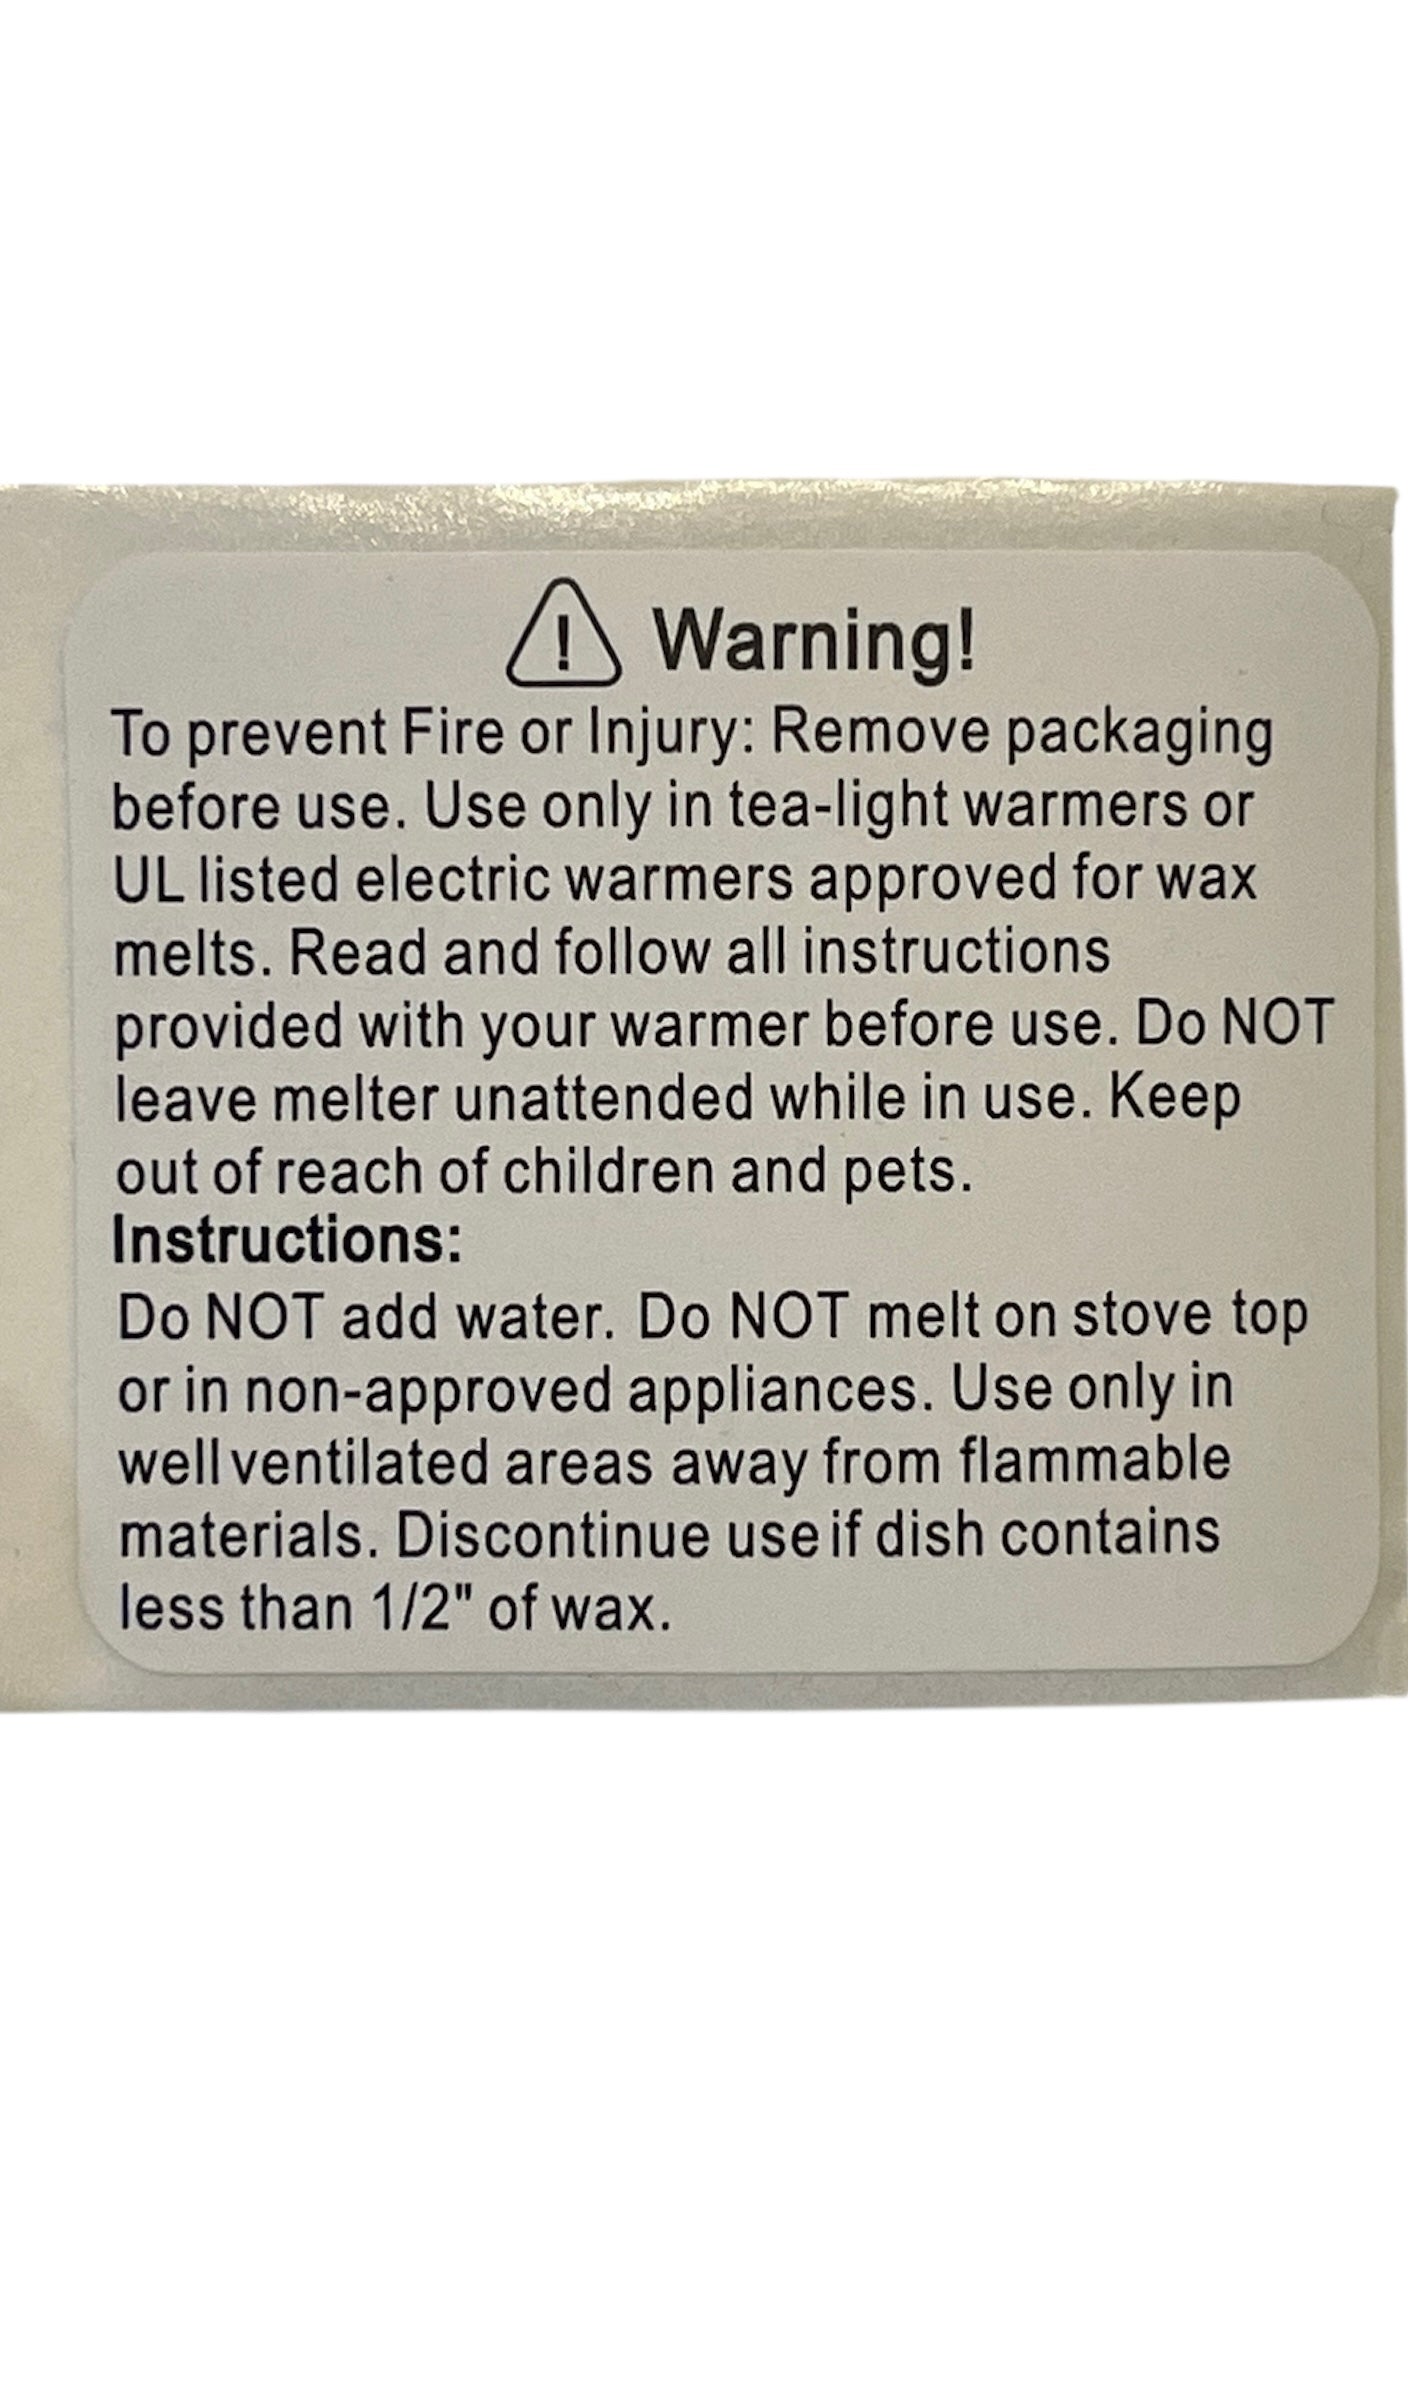 Warning!
To prevent Fire or Injury: Remove packaging
before use. Use only in tea-light warmers or
UL listed electric warmers approved for wax
melts. Read and follow all instructions
provided with your warmer before use. Do NOT
leave melter unattended while in use. Keep
out of reach of children and pets.
Instructions:
Do NOT add water. Do NOT melt on stove top
or in non-approved appliances. Use only in
well ventilated areas away from flammable
materials. Discontinue use if dish contains
less than 1/2" of wax.